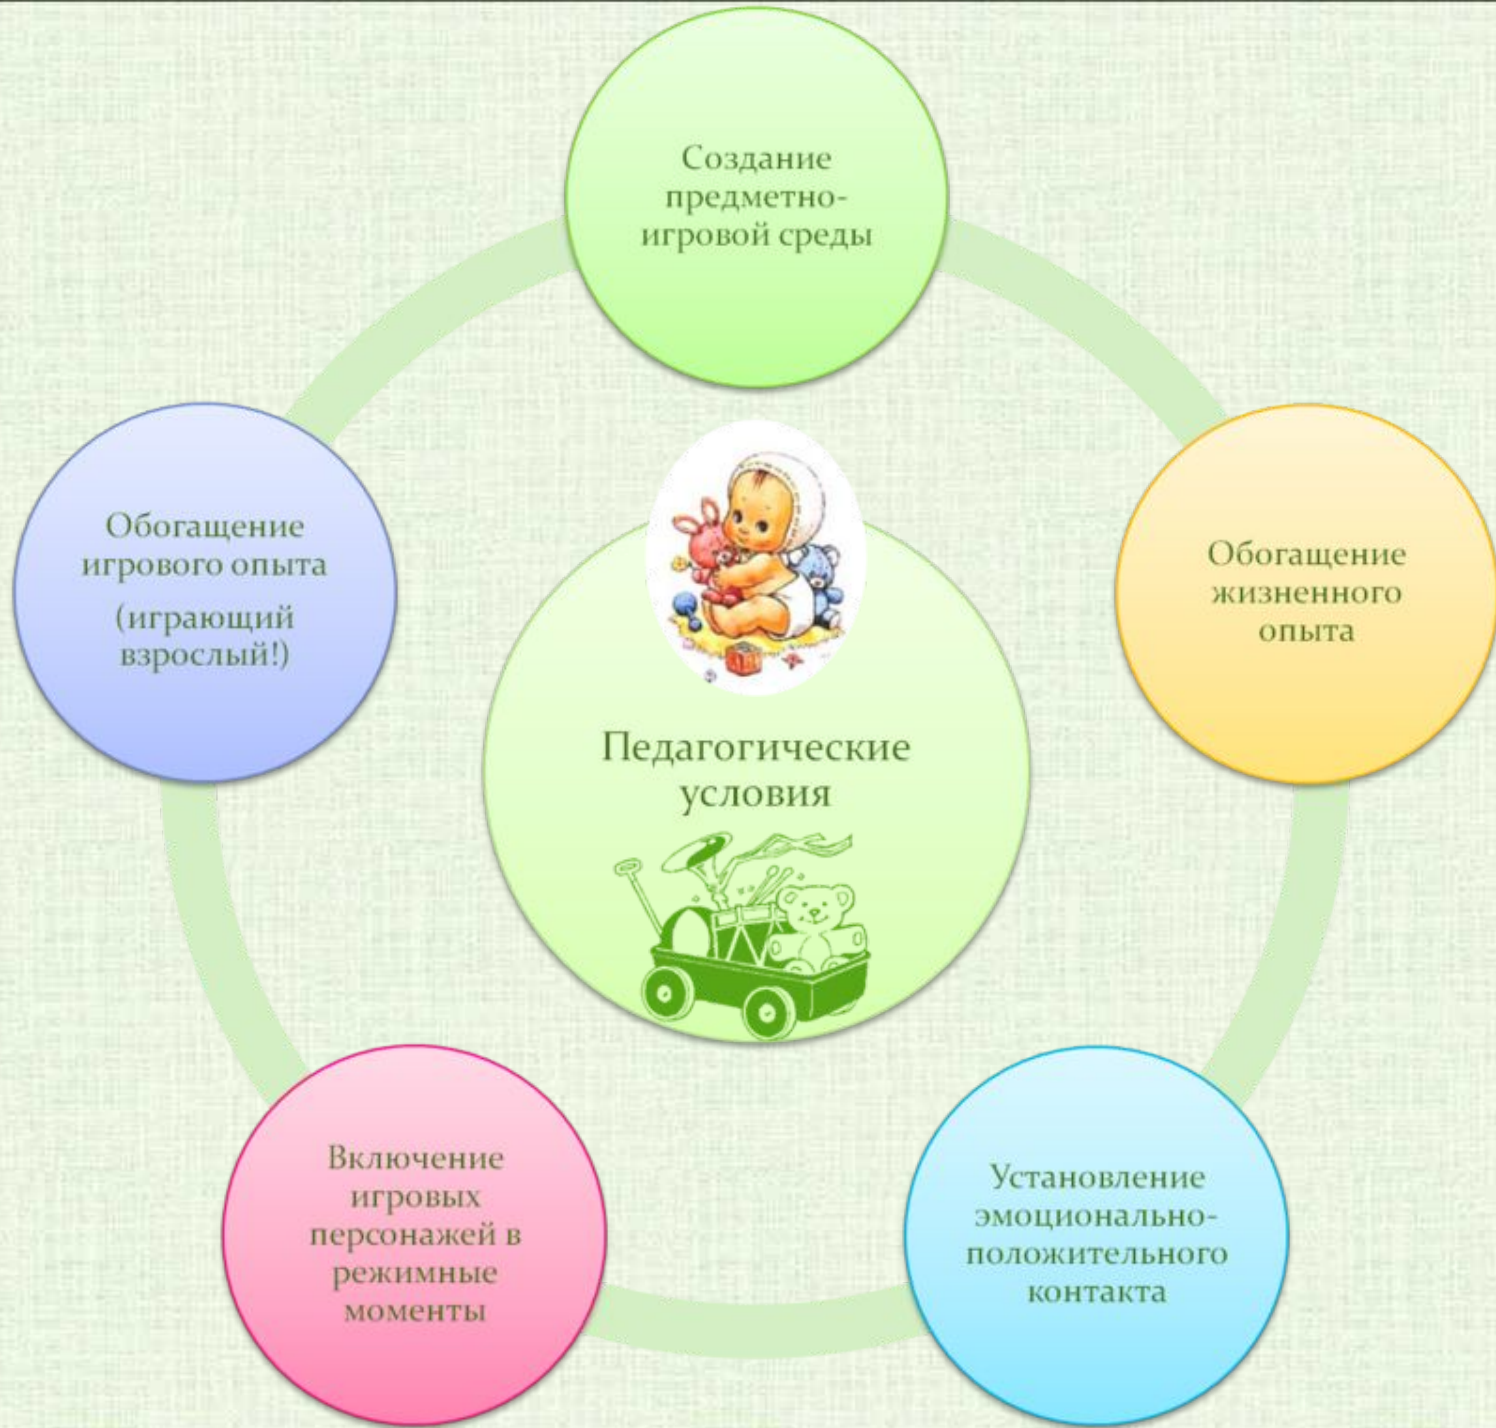 Создание
предметно-
игровой среды
Обогащение
жизненного
опыта
Установление
эмоционально-
положительного
контакта
Включение
игровых
персонажей в
режимные
моменты
Обогащение
игрового опыта
(играющий
взрослый!)
Педагогические
условия